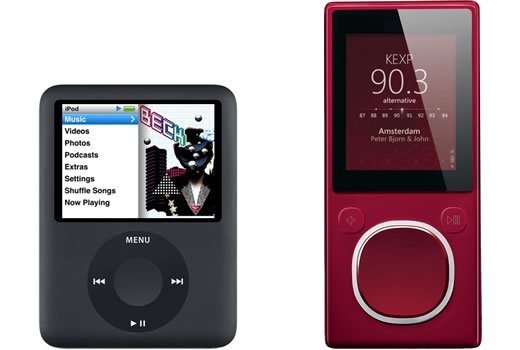 iPod
Music
Videos
Photos
Podcasts
Extras
Settings
Shuffle Songs
Now Playing
BECK
MENU
KEXP
90.3
alternative
87 88 89 90 91 92 93 94
Amsterdam
Peter Bjorn & John